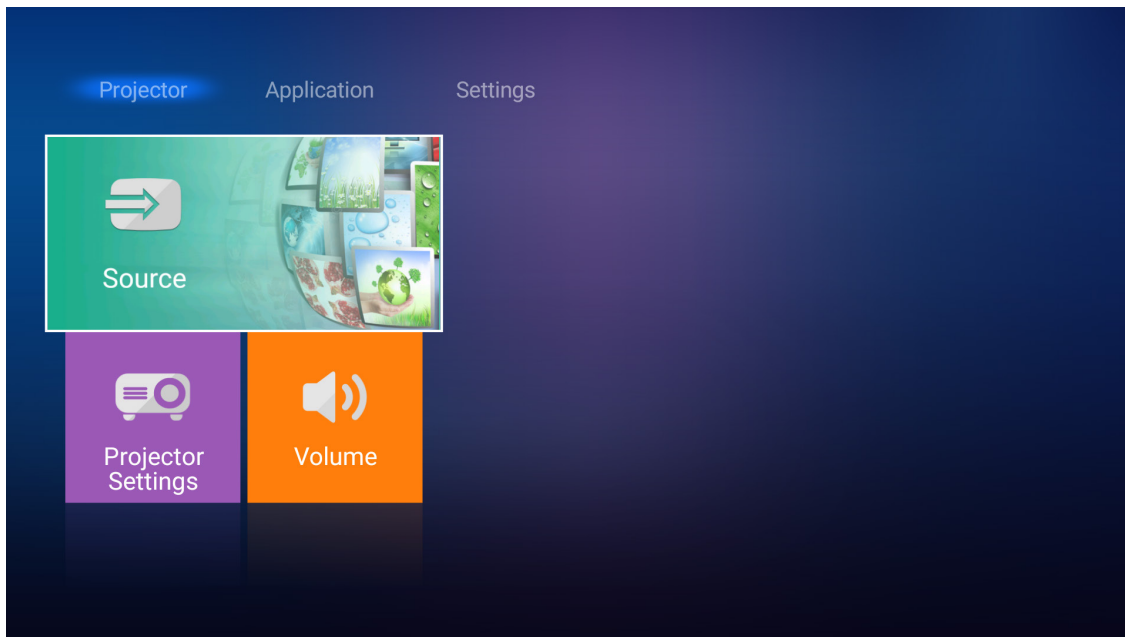 Projector
Application
Settings
Source
Projector
Settings
Volume